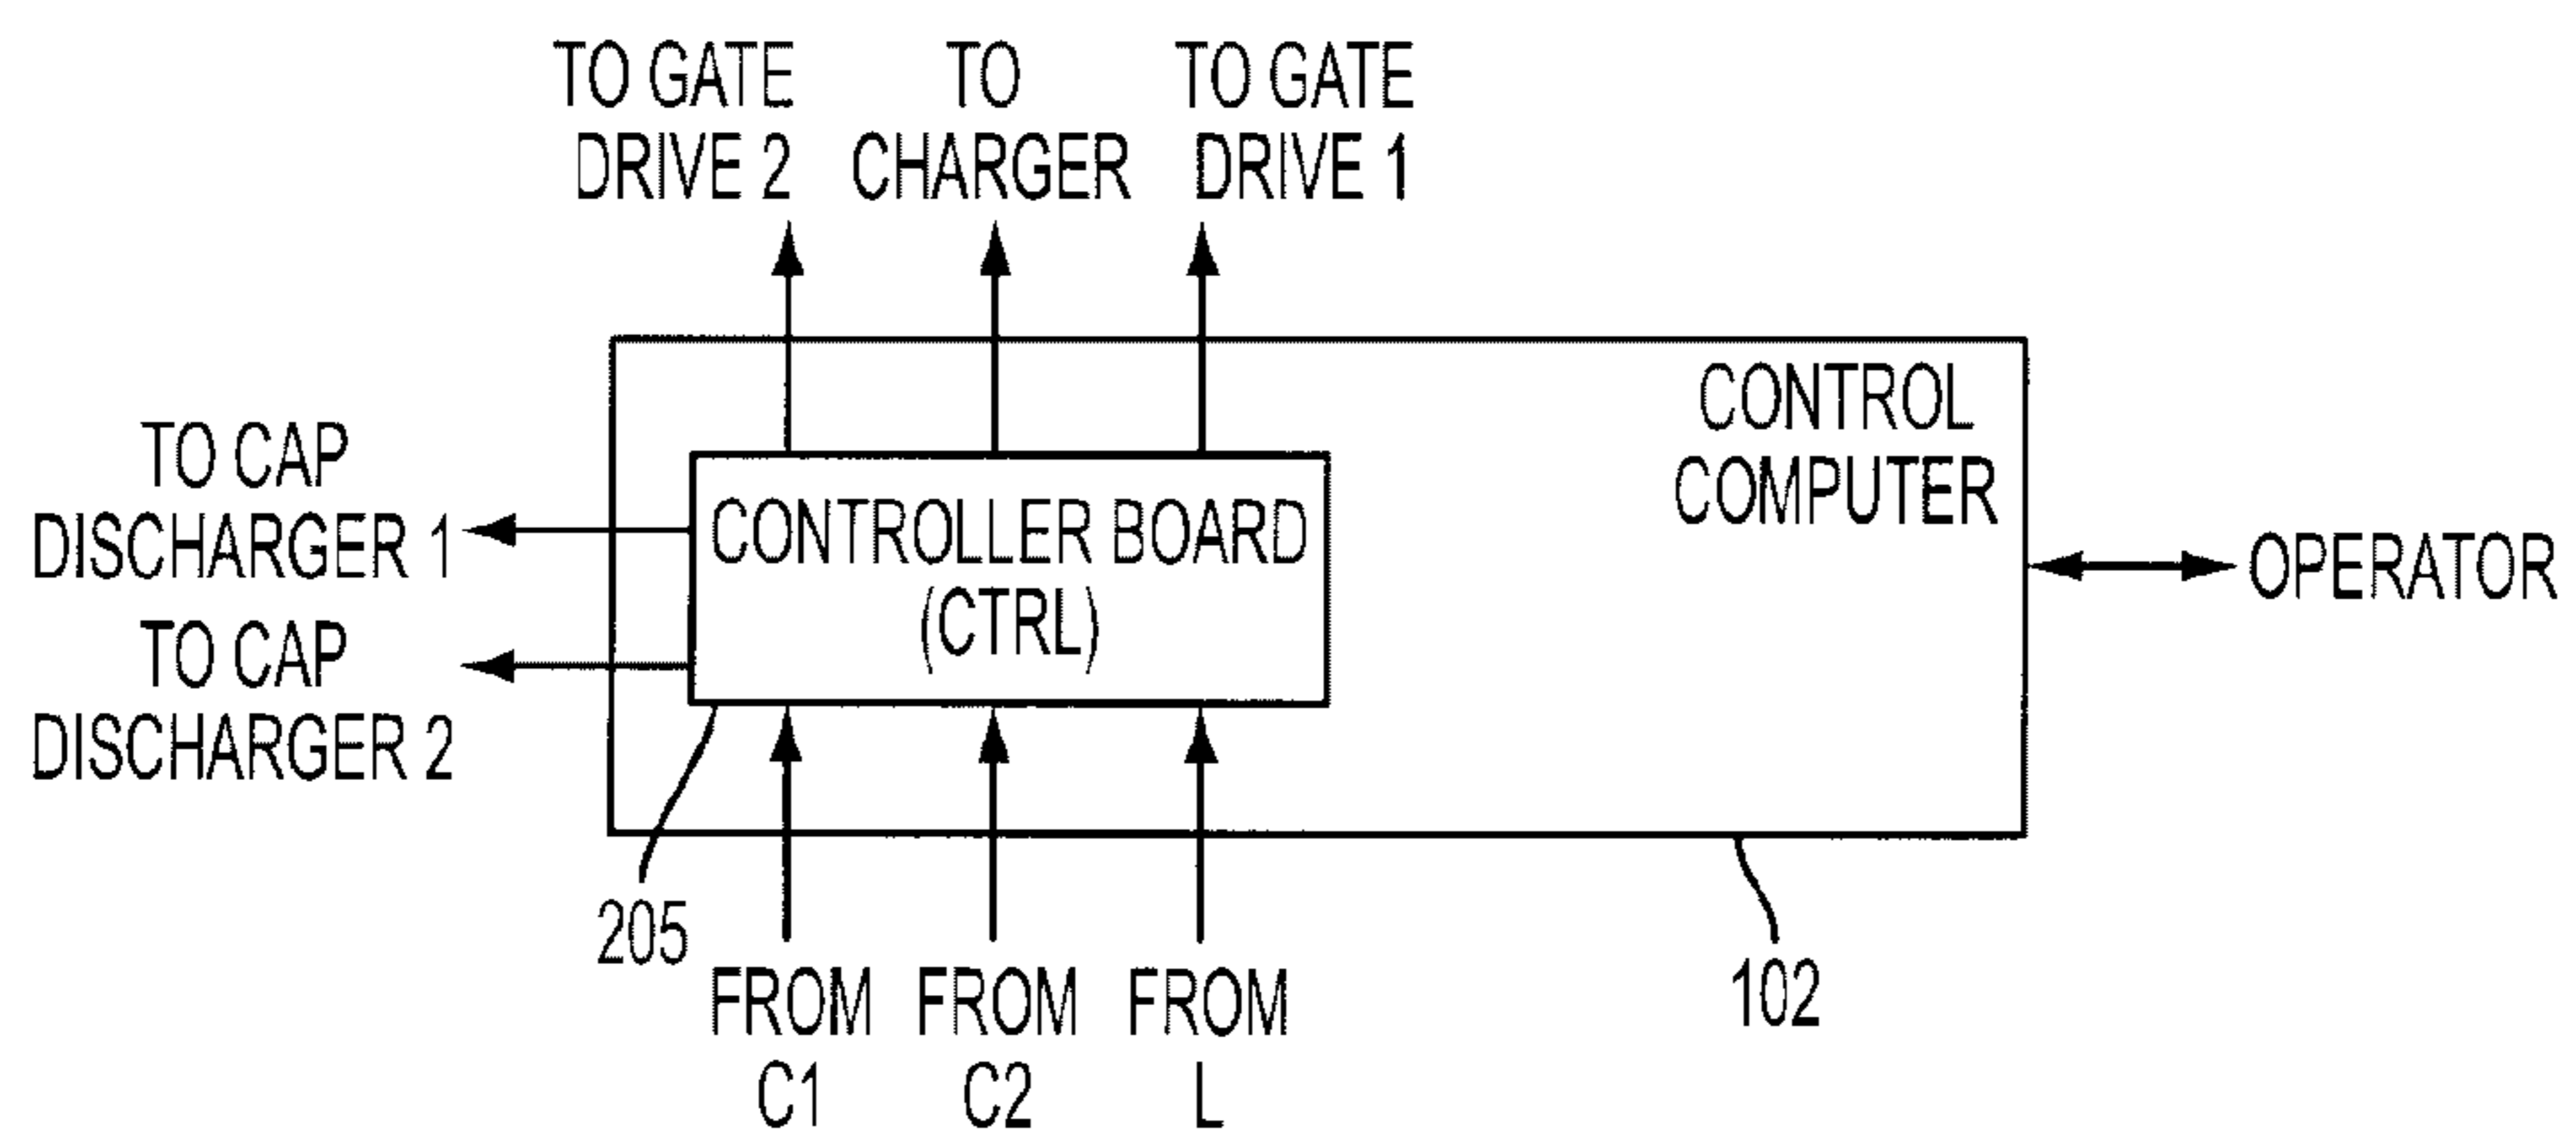 TO GATE
DRIVE 2
TO
CHARGER
TO GATE
DRIVE 1
CONTROL
COMPUTER
TO CAP
DISCHARGER 1
CONTROLLER BOARD
(CTRL)
OPERATOR
TO CAP
DISCHARGER 2
205
FROM
C1
FROM
C2
FROM
L
102